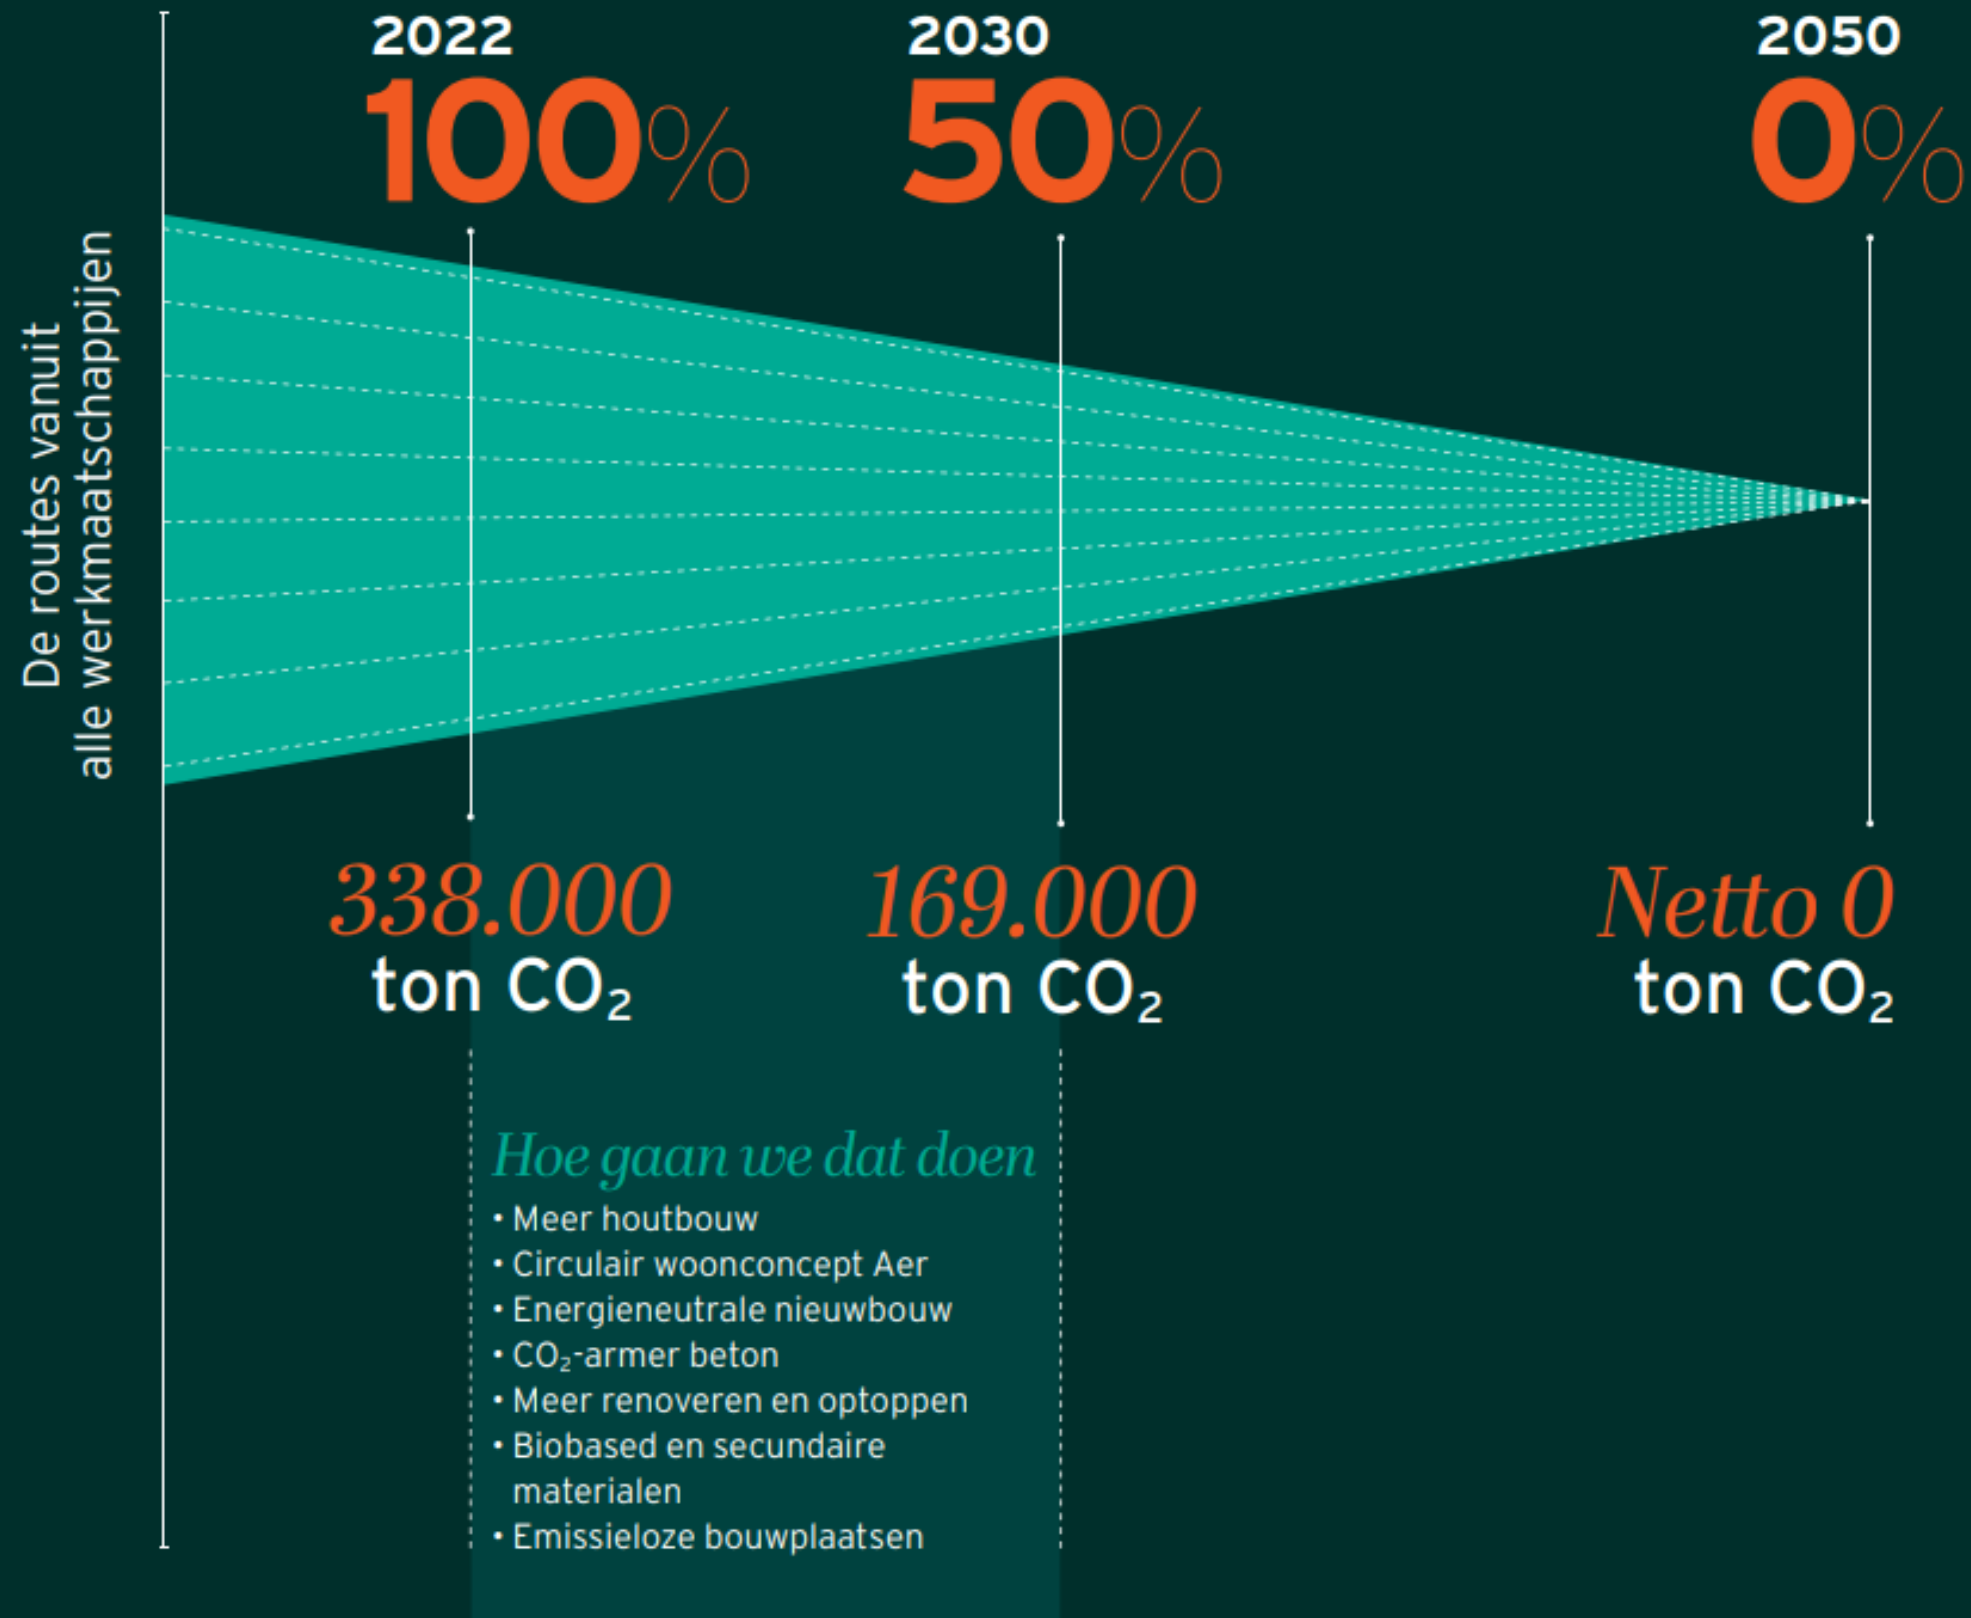 De routes vanuit
alle werkmaatschappijen
2022
100%
2030
50%
2050
0%
338.000
ton CO₂
169.000
ton CO₂
Netto 0
ton CO₂
Hoe gaan we dat doen
• Meer houtbouw
• Circulair woonconcept Aer
• Energieneutrale nieuwbouw
• CO₂-armer beton
• Meer renoveren en optoppen
• Biobased en secundaire
materialen
• Emissieloze bouwplaatsen